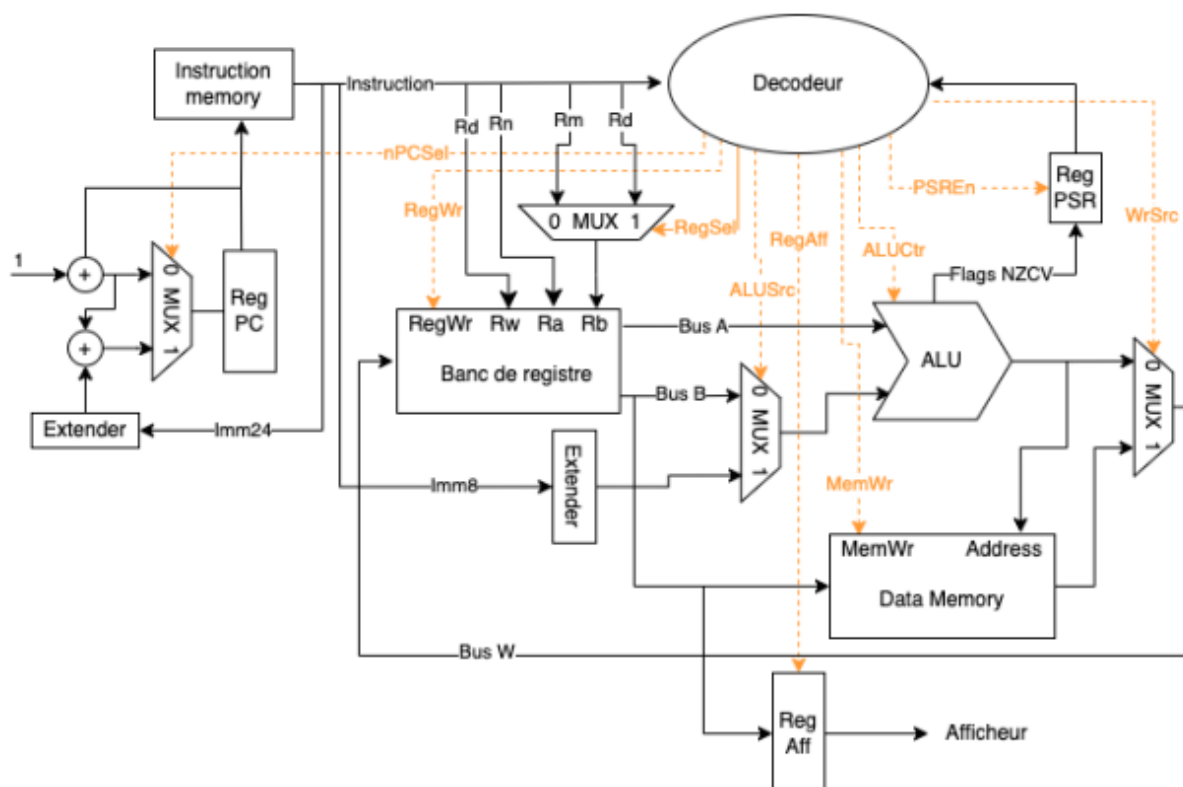 Instruction
memory
Instruction
Decodeur
Rd
Rn
Rm
Rd
nPCSel
RegWr
0 MUX 1
RegSel
RegAff
ALUSrc
ALUCtr
PSREn
Reg
PSR
WrSrc
Flags NZCV
1
+
+
0 MUX 1
Reg
PC
Extender
Imm24
RegWr Rw Ra Rb
Banc de registre
Bus A
Bus B
0 MUX 1
ALU
0 MUX 1
Imm8
Extender
MemWr
MemWr Address
Data Memory
Bus W
Reg
Aff
Afficheur